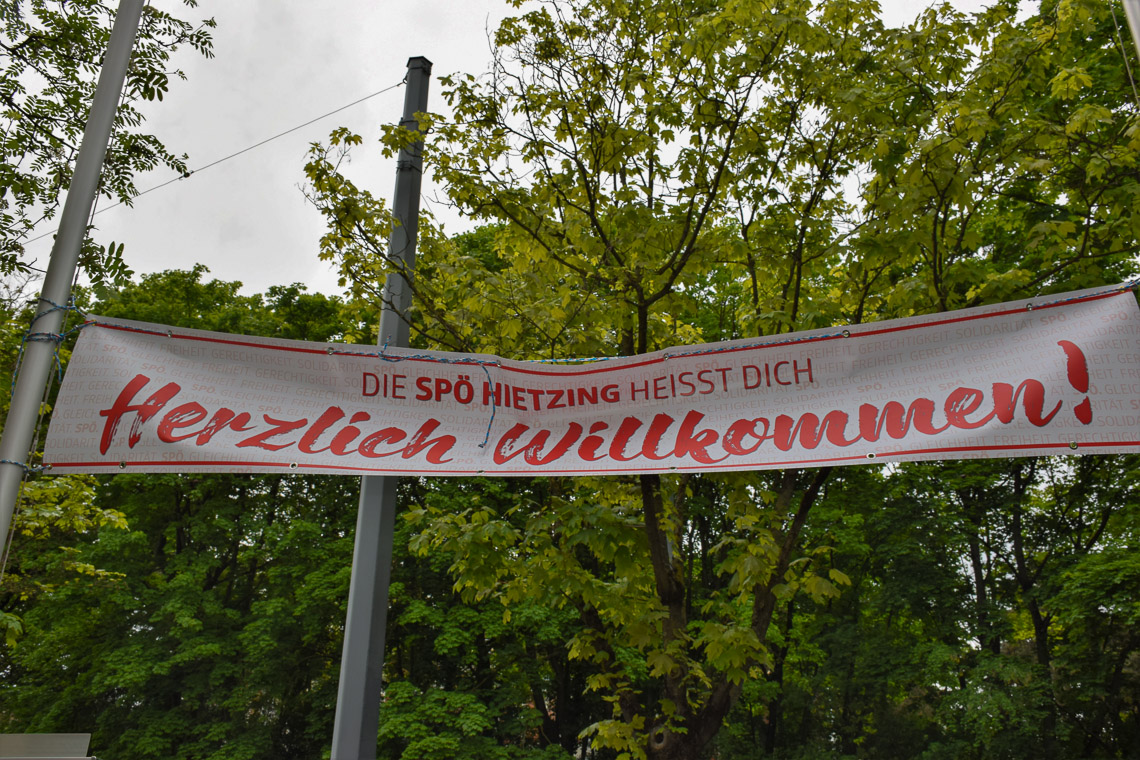 DIE SPÖ HIETZING HEISST DICH
Herzlich Willkommen!